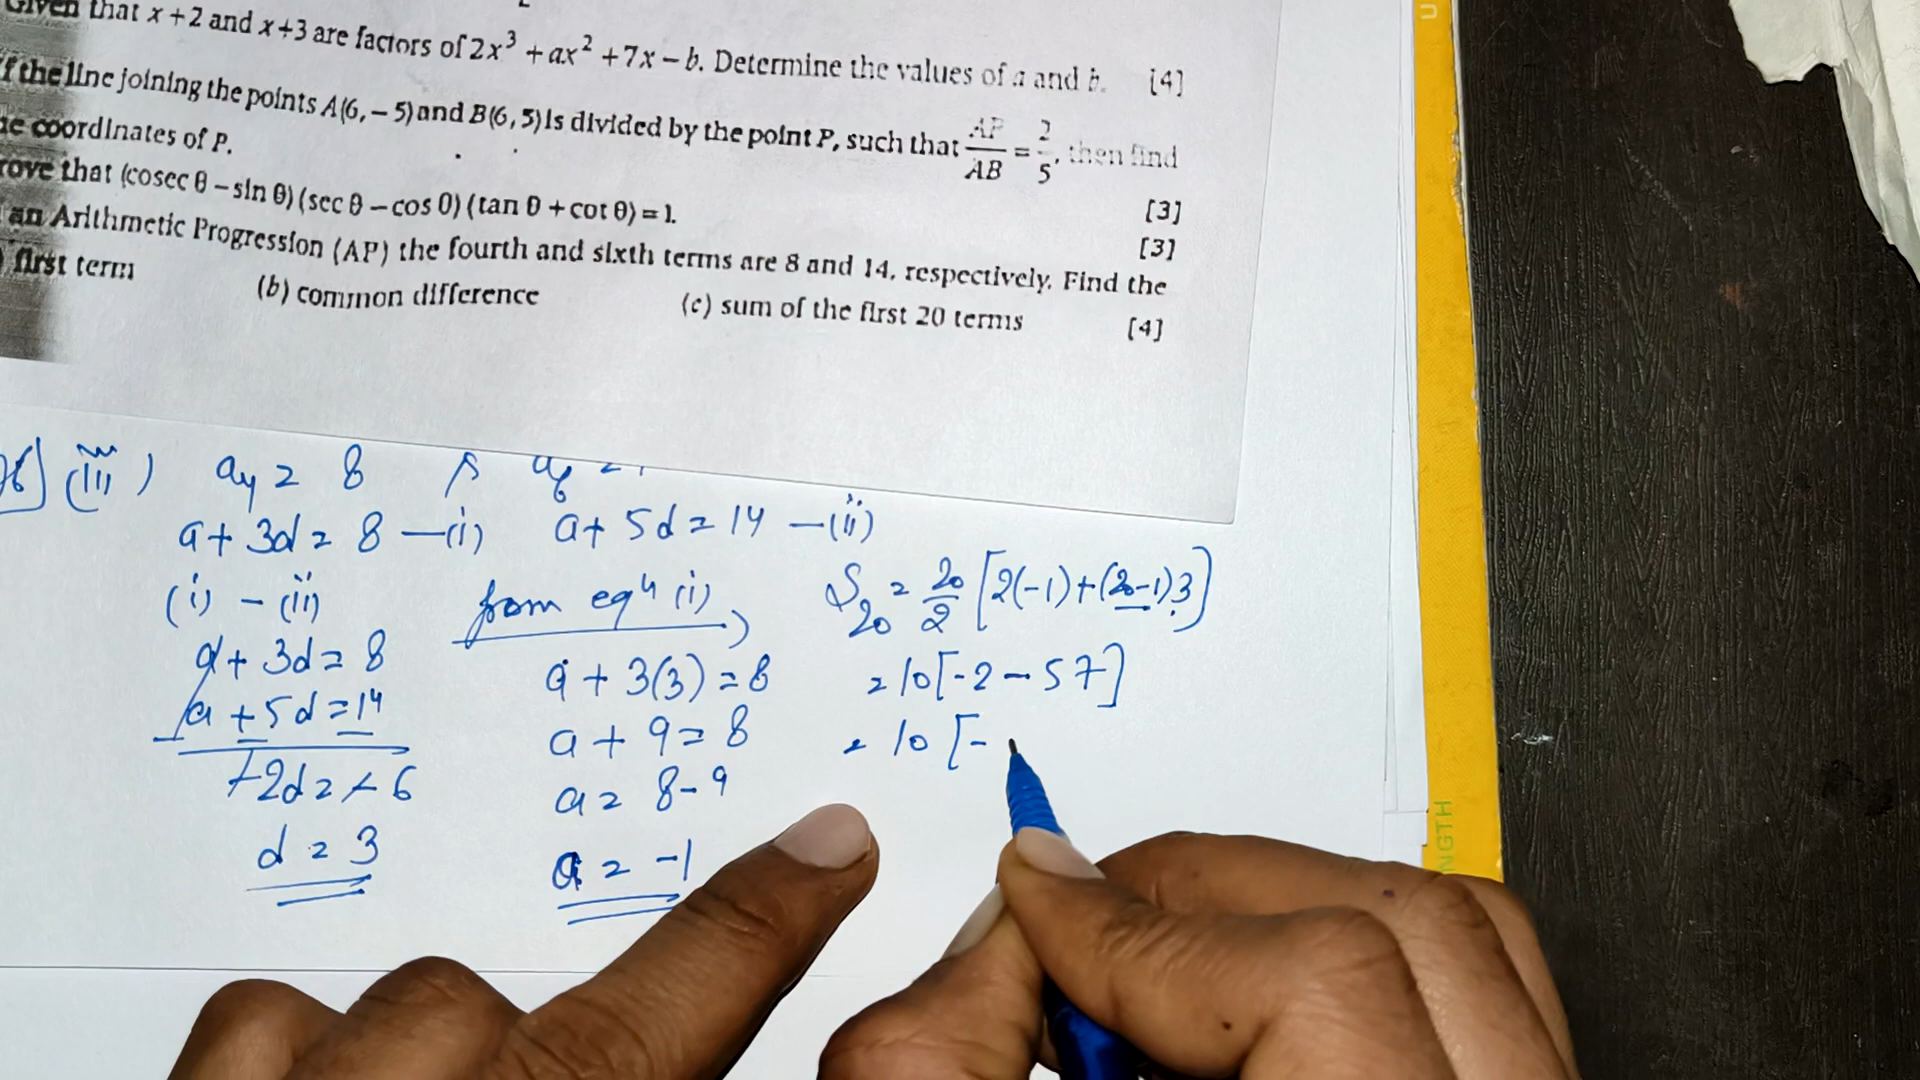 Given that x + 2 and x + 3 are factors of 2x³ + ax² + 7x − b. Determine the values of a and b. [4]
If the line joining the points A(6, − 5) and B(6, 5) is divided by the point P, such that AP/AB = 2/5, then find
he coordinates of P. [3]
rove that (cosec θ − sin θ) (sec θ − cos θ) (tan θ + cot θ) = 1. [3]
an Arithmetic Progression (AP) the fourth and sixth terms are 8 and 14, respectively. Find the
first term (b) common difference (c) sum of the first 20 terms [4]
(iii) a₄ = 8
a + 3d = 8 —(i) a + 5d = 14 —(ii)
(i) − (ii)
a + 3d = 8
a + 5d = 14
−2d = −6
d = 3
from eqn (i),
a + 3(3) = 8
a + 9 = 8
a = 8 - 9
a = -1
S₂₀ = 20/2 [2(-1) + (20-1)3]
= 10[-2 - 57]
= 10 [-
UN
NGTH